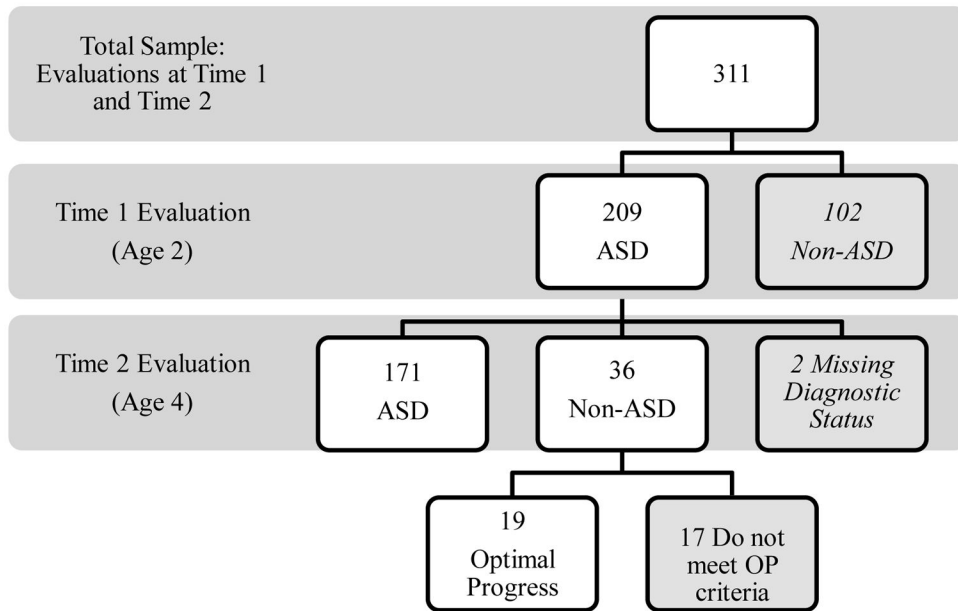 Total Sample:
Evaluations at Time 1
and Time 2
311
Time 1 Evaluation
(Age 2)
209
ASD
102
Non-ASD
Time 2 Evaluation
(Age 4)
171
ASD
36
Non-ASD
2 Missing
Diagnostic
Status
19
Optimal
Progress
17 Do not
meet OP
criteria